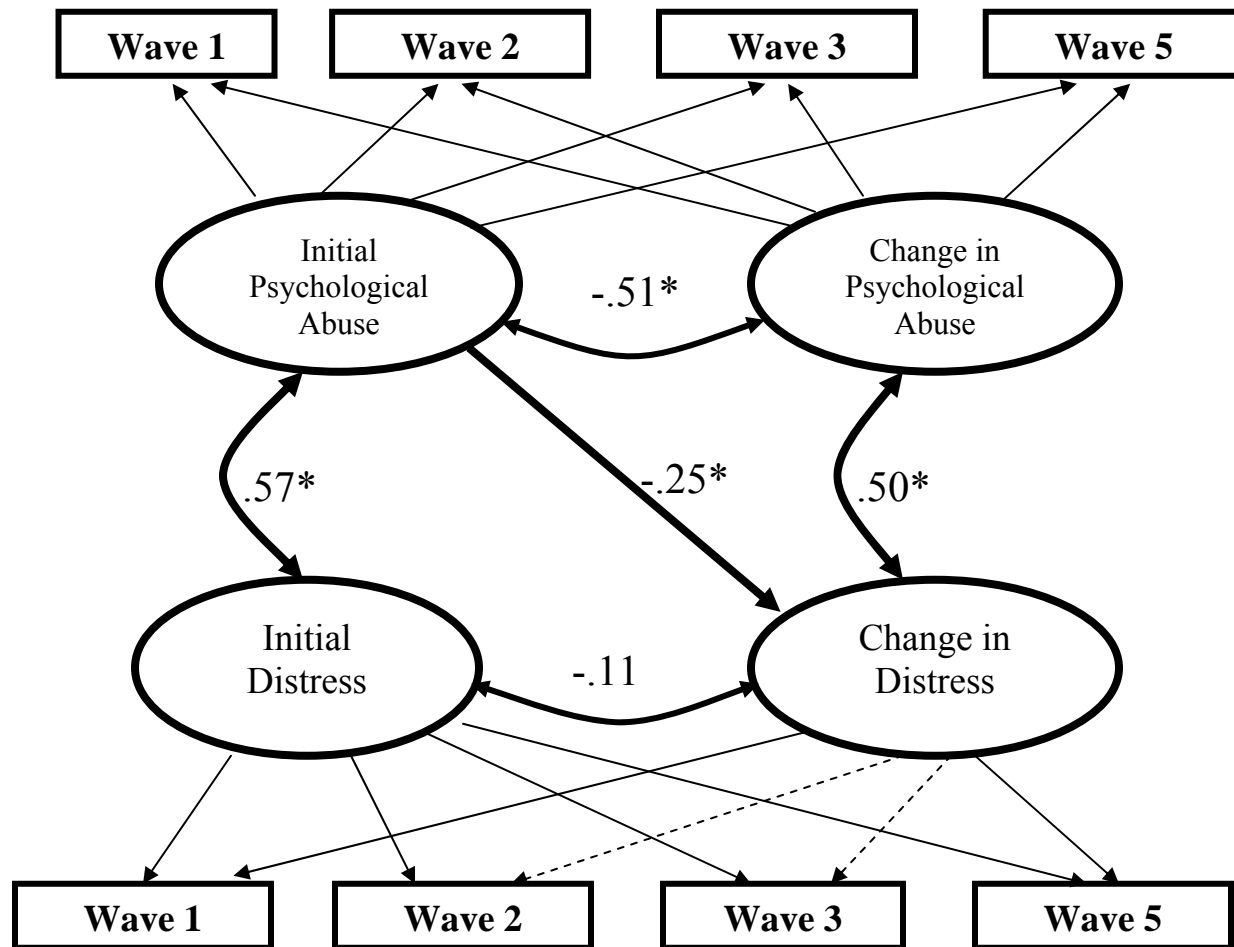 Wave 1
Wave 2
Wave 3
Wave 5
Initial
Psychological
Abuse
Change in
Psychological
Abuse
-.51*
.57*
-.25*
.50*
Initial
Distress
-.11
Change in
Distress
Wave 1
Wave 2
Wave 3
Wave 5